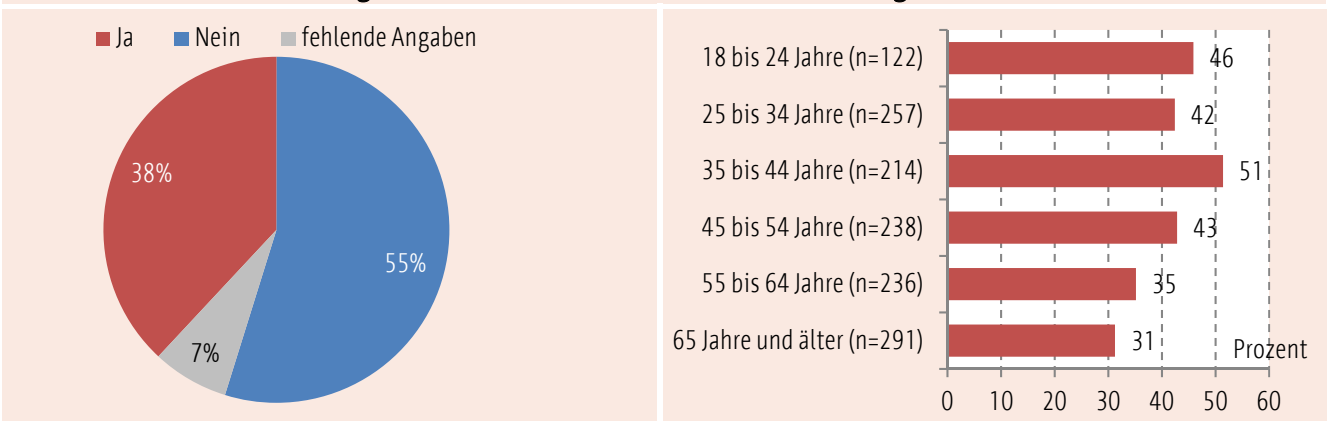 Ja Nein fehlende Angaben
38%
55%
7%
18 bis 24 Jahre (n=122) 46
25 bis 34 Jahre (n=257) 42
35 bis 44 Jahre (n=214) 51
45 bis 54 Jahre (n=238) 43
55 bis 64 Jahre (n=236) 35
65 Jahre und älter (n=291) 31
Prozent
0 10 20 30 40 50 60